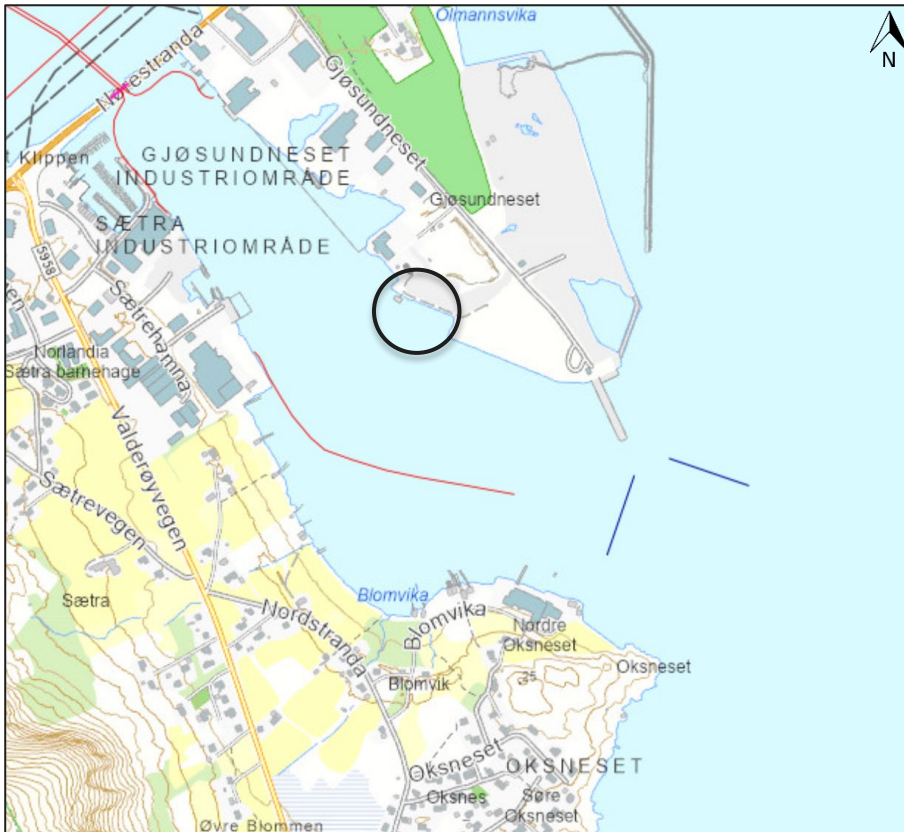 Olmannsvika
N
Nørestranda
Gjøsundneset
Klippen
GJØSUNDNESET
INDUSTRIOMRÅDE
Gjøsundneset
SÆTRA
INDUSTRIOMRÅDE
5958
Sætrehamna
Norlandia
Sætra barnehage
Valderøyvegen
Sætrevegen
Blomvika
Sætra
Nordstranda
Blomvika
Nordre
Oksneset
Oksneset
Blomvik
25
Oksneset
OKSNESET
Oksnes
Søre
Oksneset
Øvre Blommen